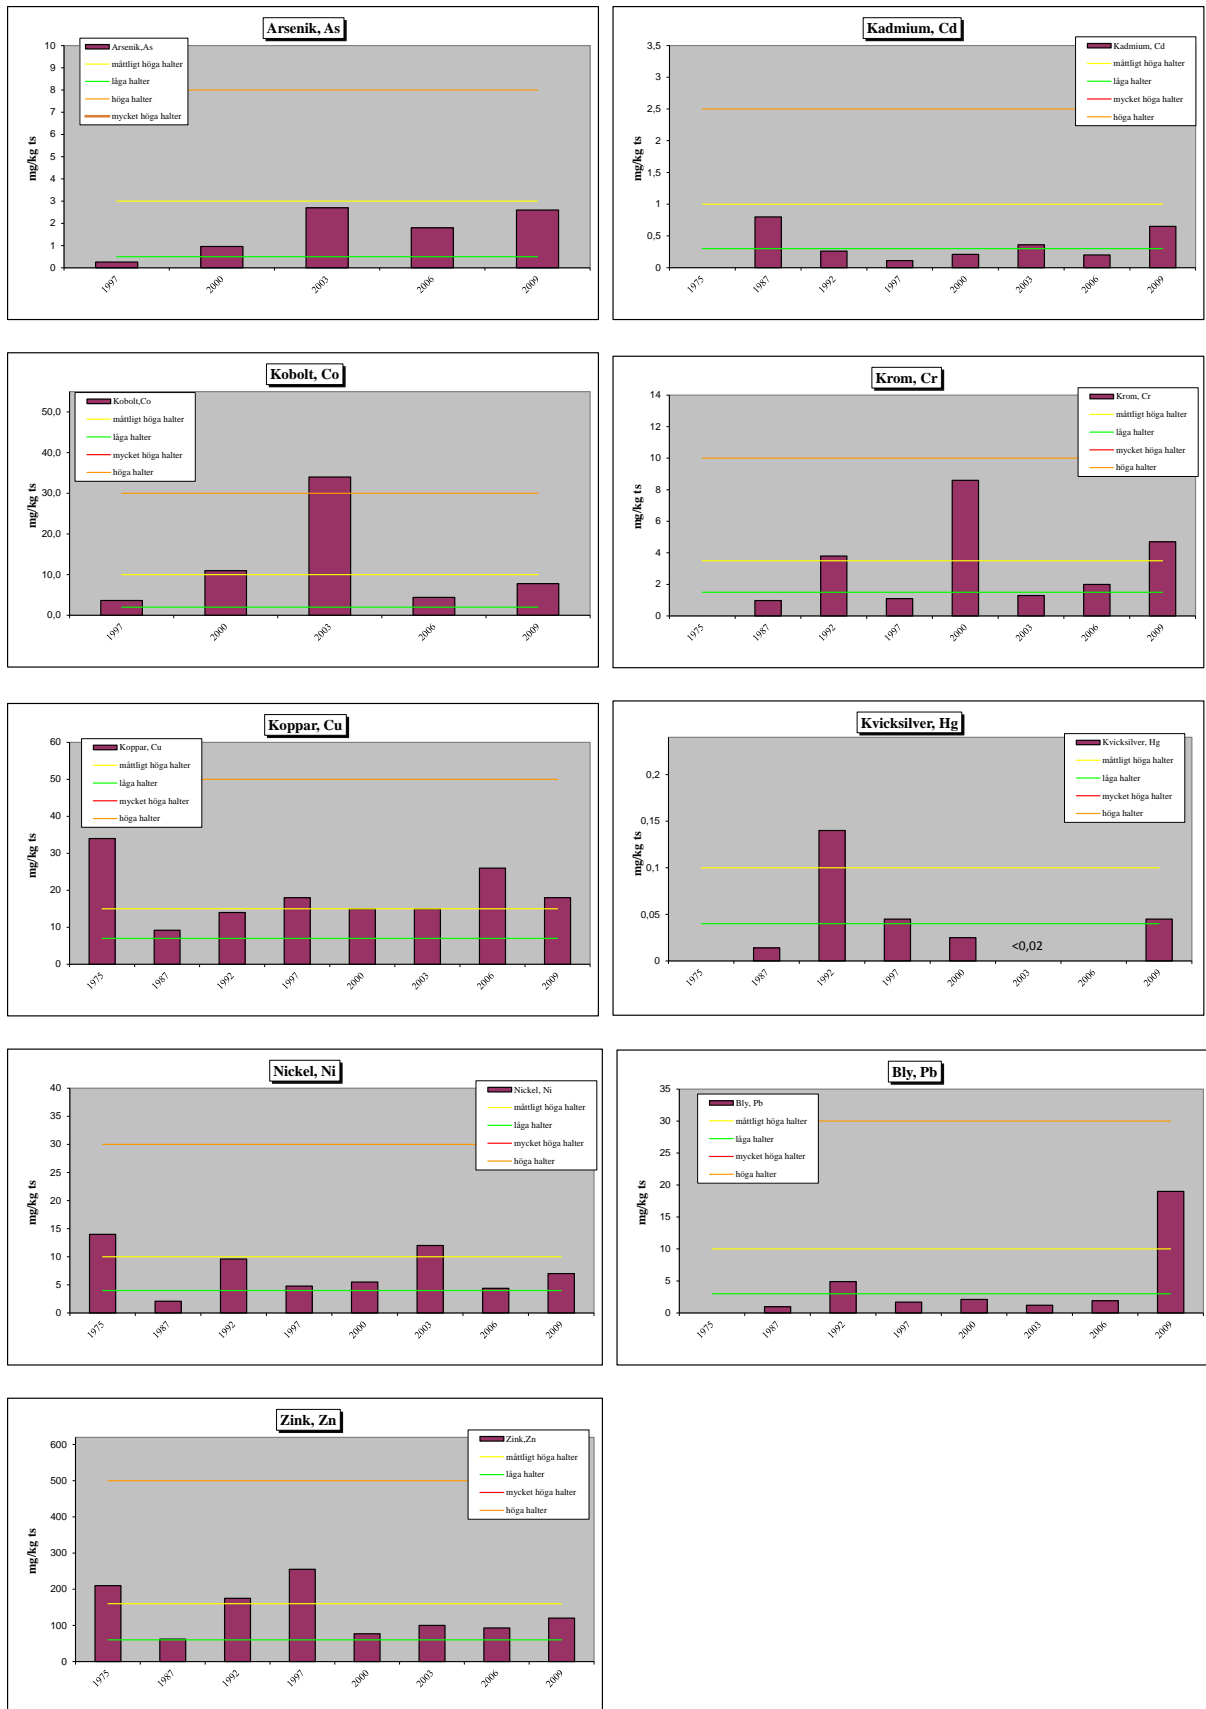 Arsenik, As
10
9
8
7
6
5
4
3
2
1
0
mg/kg ts
Arsenik,As
måttligt höga halter
låga halter
höga halter
mycket höga halter
1997
2000
2003
2006
2009
Kadmium, Cd
3,5
3
2,5
2
1,5
1
0,5
0
mg/kg ts
Kadmium, Cd
måttligt höga halter
låga halter
mycket höga halter
höga halter
1975
1987
1992
1997
2000
2003
2006
2009
Kobolt, Co
50,0
40,0
30,0
20,0
10,0
0,0
mg/kg ts
Kobolt,Co
måttligt höga halter
låga halter
mycket höga halter
höga halter
1997
2000
2003
2006
2009
Krom, Cr
14
12
10
8
6
4
2
0
mg/kg ts
Krom, Cr
måttligt höga halter
låga halter
mycket höga halter
höga halter
1975
1987
1992
1997
2000
2003
2006
2009
Koppar, Cu
60
50
40
30
20
10
0
mg/kg ts
Koppar, Cu
måttligt höga halter
låga halter
mycket höga halter
höga halter
1975
1987
1992
1997
2000
2003
2006
2009
Kvicksilver, Hg
0,2
0,15
0,1
0,05
0
mg/kg ts
Kvicksilver, Hg
måttligt höga halter
låga halter
mycket höga halter
höga halter
<0,02
1975
1987
1992
1997
2000
2003
2006
2009
Nickel, Ni
40
35
30
25
20
15
10
5
0
mg/kg ts
Nickel, Ni
måttligt höga halter
låga halter
mycket höga halter
höga halter
1975
1987
1992
1997
2000
2003
2006
2009
Bly, Pb
35
30
25
20
15
10
5
0
mg/kg ts
Bly, Pb
måttligt höga halter
låga halter
mycket höga halter
höga halter
1975
1987
1992
1997
2000
2003
2006
2009
Zink, Zn
600
500
400
300
200
100
0
mg/kg ts
Zink,Zn
måttligt höga halter
låga halter
mycket höga halter
höga halter
1975
1987
1992
1997
2000
2003
2006
2009